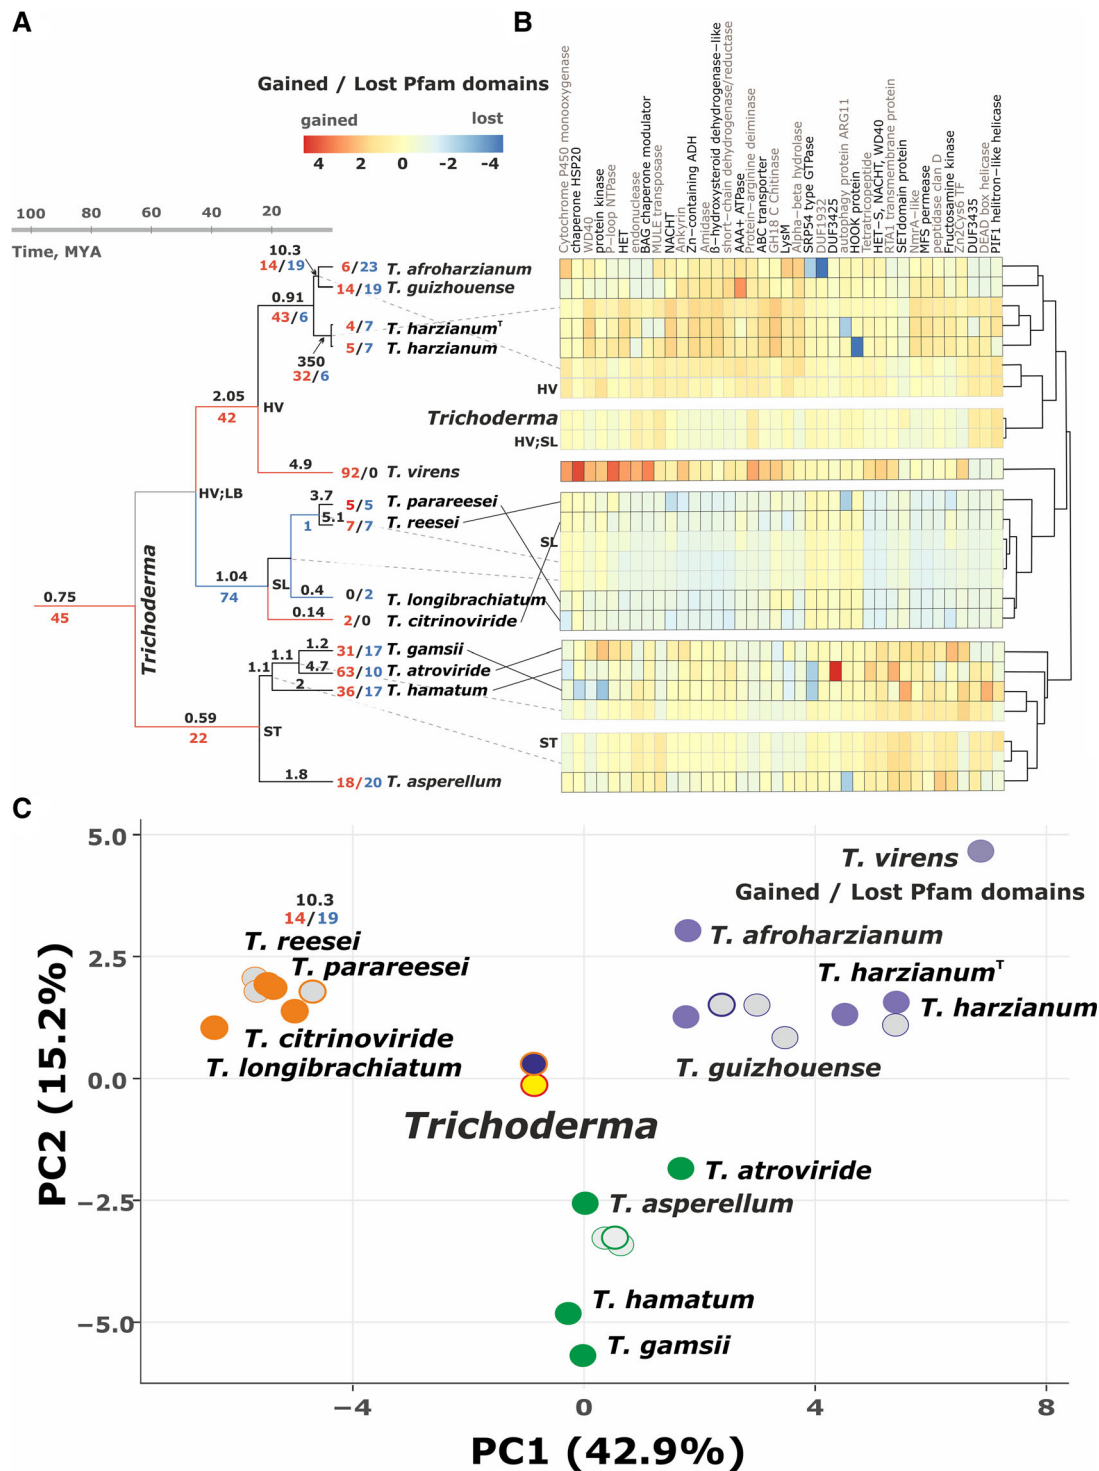 A
B
Gained / Lost Pfam domains
gained
lost
4 2 0 -2 -4
100 80 60 40 20
Time, MYA
Cytochrome P450 monooxygenase
chaperone HSP20
WD40
protein kinase
P-loop NTPase
HET
endonuclease
BAG chaperone modulator
MULE transposase
NACHT
Ankyrin
Zn-containing ADH
Amidase
β-hydroxysteroid dehydrogenase-like
short-chain dehydrogenase/reductase
AAA+ ATPase
Protein-arginine deiminase
ABC transporter
GH18 C Chitinase
LysM
Alpha-beta hydrolase
SRP54 type GTPase
DUF1932
DUF3425
autophagy protein ARG11
HOOK protein
Tetratricopeptide
HET-S, NACHT, WD40
RTA1 transmembrane protein
SETdomain protein
NmrA-like
MFS permease
peptidase clan D
Fructosamine kinase
Zn2Cys6 TF
DUF3435
DEAD box helicase
PIF1 helitron-like helicase
10.3
14/19
6/23 T. afroharzianum
14/19 T. guizhouense
0.91
43/6
4/7 T. harzianumᵀ
5/7 T. harzianum
350
32/6
HV
2.05
42
HV
Trichoderma
HV;SL
4.9
92/0 T. virens
HV;LB
3.7
5/5 T. parareesei
5.1
7/7 T. reesei
1
SL
1.04
74
SL
0.4
0/2 T. longibrachiatum
0.14
2/0 T. citrinoviride
0.75
45
Trichoderma
1.2
31/17 T. gamsii
1.1
4.7
63/10 T. atroviride
1.1
2
36/17 T. hamatum
0.59
22
ST
ST
1.8
18/20 T. asperellum
C
5.0
2.5
0.0
−2.5
−5.0
PC2 (15.2%)
T. virens
Gained / Lost Pfam domains
10.3
14/19
T. reesei
T. parareesei
T. afroharzianum
T. harzianumᵀ
T. harzianum
T. citrinoviride
T. longibrachiatum
T. guizhouense
Trichoderma
T. atroviride
T. asperellum
T. hamatum
T. gamsii
−4 0 4 8
PC1 (42.9%)